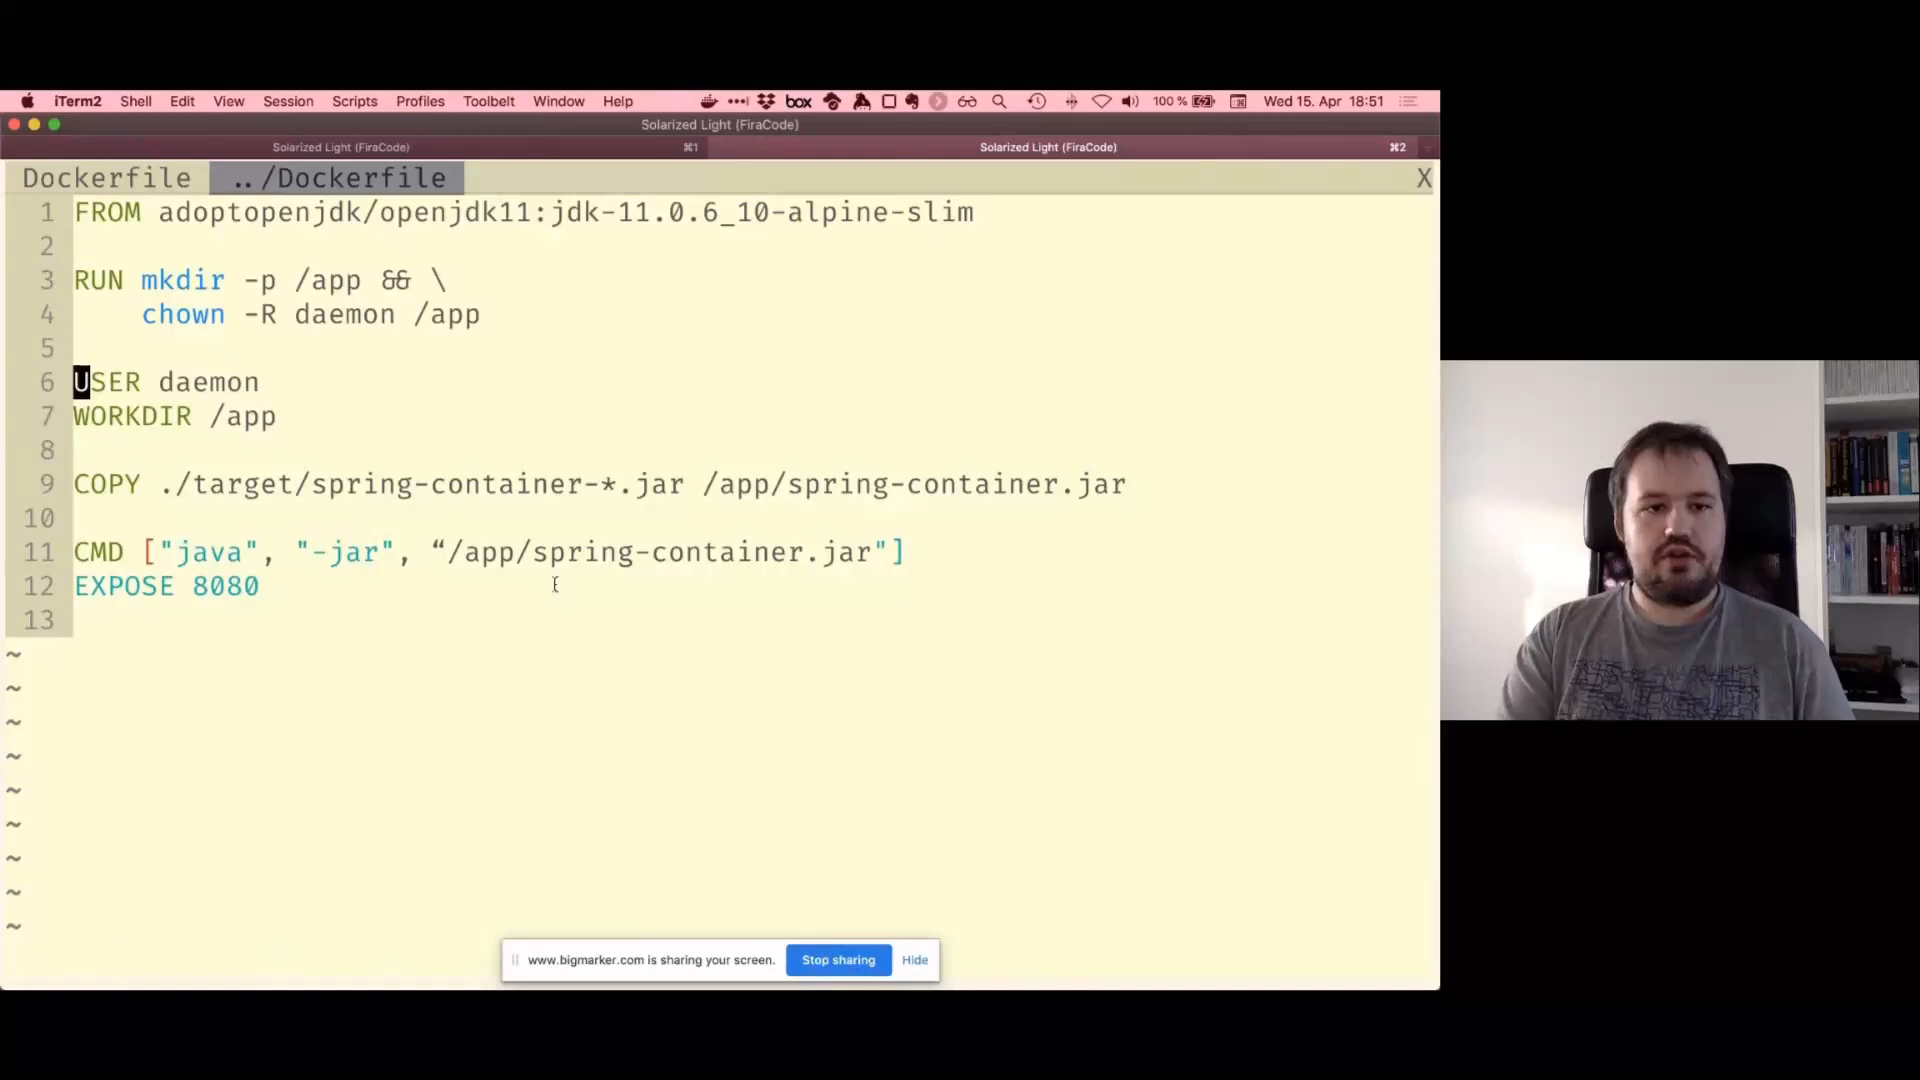 iTerm2 Shell Edit View Session Scripts Profiles Toolbelt Window Help box 100 % Wed 15. Apr 18:51
Solarized Light (FiraCode)
Solarized Light (FiraCode) ⌘1 Solarized Light (FiraCode) ⌘2
Dockerfile ../Dockerfile X
1 FROM adoptopenjdk/openjdk11:jdk-11.0.6_10-alpine-slim
2
3 RUN mkdir -p /app && \
4 chown -R daemon /app
5
6 USER daemon
7 WORKDIR /app
8
9 COPY ./target/spring-container-*.jar /app/spring-container.jar
10
11 CMD ["java", "-jar", “/app/spring-container.jar"]
12 EXPOSE 8080
13
~
~
~
~
~
~
~
~
~
www.bigmarker.com is sharing your screen. Stop sharing Hide